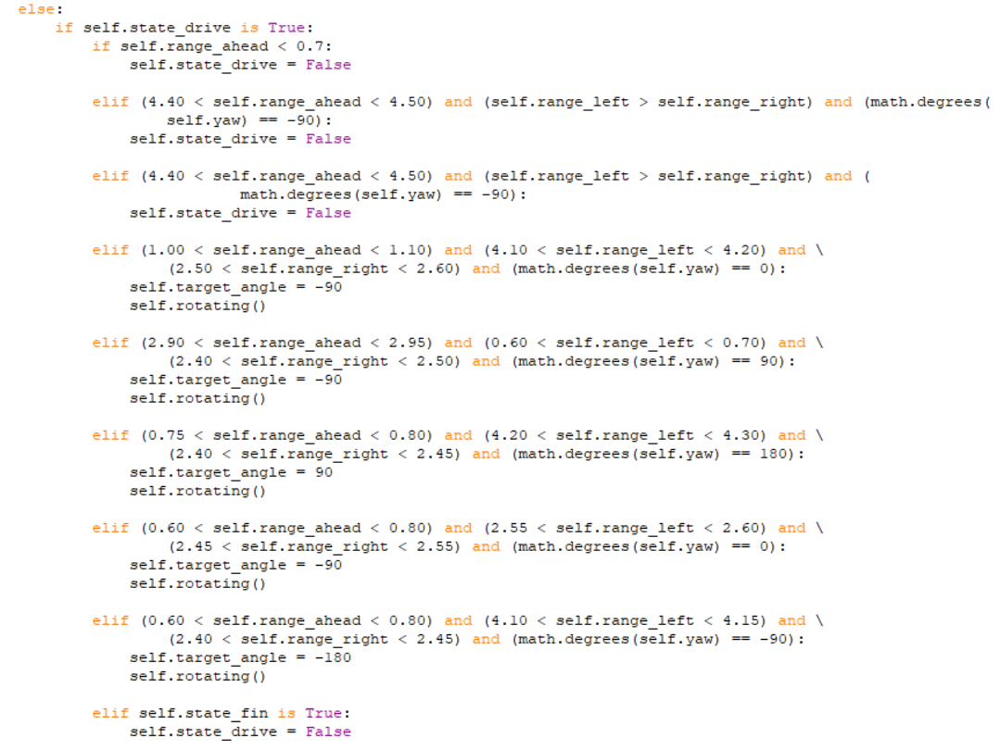 else:
    if self.state_drive is True:
        if self.range_ahead < 0.7:
            self.state_drive = False

        elif (4.40 < self.range_ahead < 4.50) and (self.range_left > self.range_right) and (math.degrees(
                self.yaw) == -90):
            self.state_drive = False

        elif (4.40 < self.range_ahead < 4.50) and (self.range_left > self.range_right) and (
                        math.degrees(self.yaw) == -90):
            self.state_drive = False

        elif (1.00 < self.range_ahead < 1.10) and (4.10 < self.range_left < 4.20) and \
                (2.50 < self.range_right < 2.60) and (math.degrees(self.yaw) == 0):
            self.target_angle = -90
            self.rotating()

        elif (2.90 < self.range_ahead < 2.95) and (0.60 < self.range_left < 0.70) and \
                (2.40 < self.range_right < 2.50) and (math.degrees(self.yaw) == 90):
            self.target_angle = -90
            self.rotating()

        elif (0.75 < self.range_ahead < 0.80) and (4.20 < self.range_left < 4.30) and \
                (2.40 < self.range_right < 2.45) and (math.degrees(self.yaw) == 180):
            self.target_angle = 90
            self.rotating()

        elif (0.60 < self.range_ahead < 0.80) and (2.55 < self.range_left < 2.60) and \
                (2.45 < self.range_right < 2.55) and (math.degrees(self.yaw) == 0):
            self.target_angle = -90
            self.rotating()

        elif (0.60 < self.range_ahead < 0.80) and (4.10 < self.range_left < 4.15) and \
                (2.40 < self.range_right < 2.45) and (math.degrees(self.yaw) == -90):
            self.target_angle = -180
            self.rotating()

        elif self.state_fin is True:
            self.state_drive = False